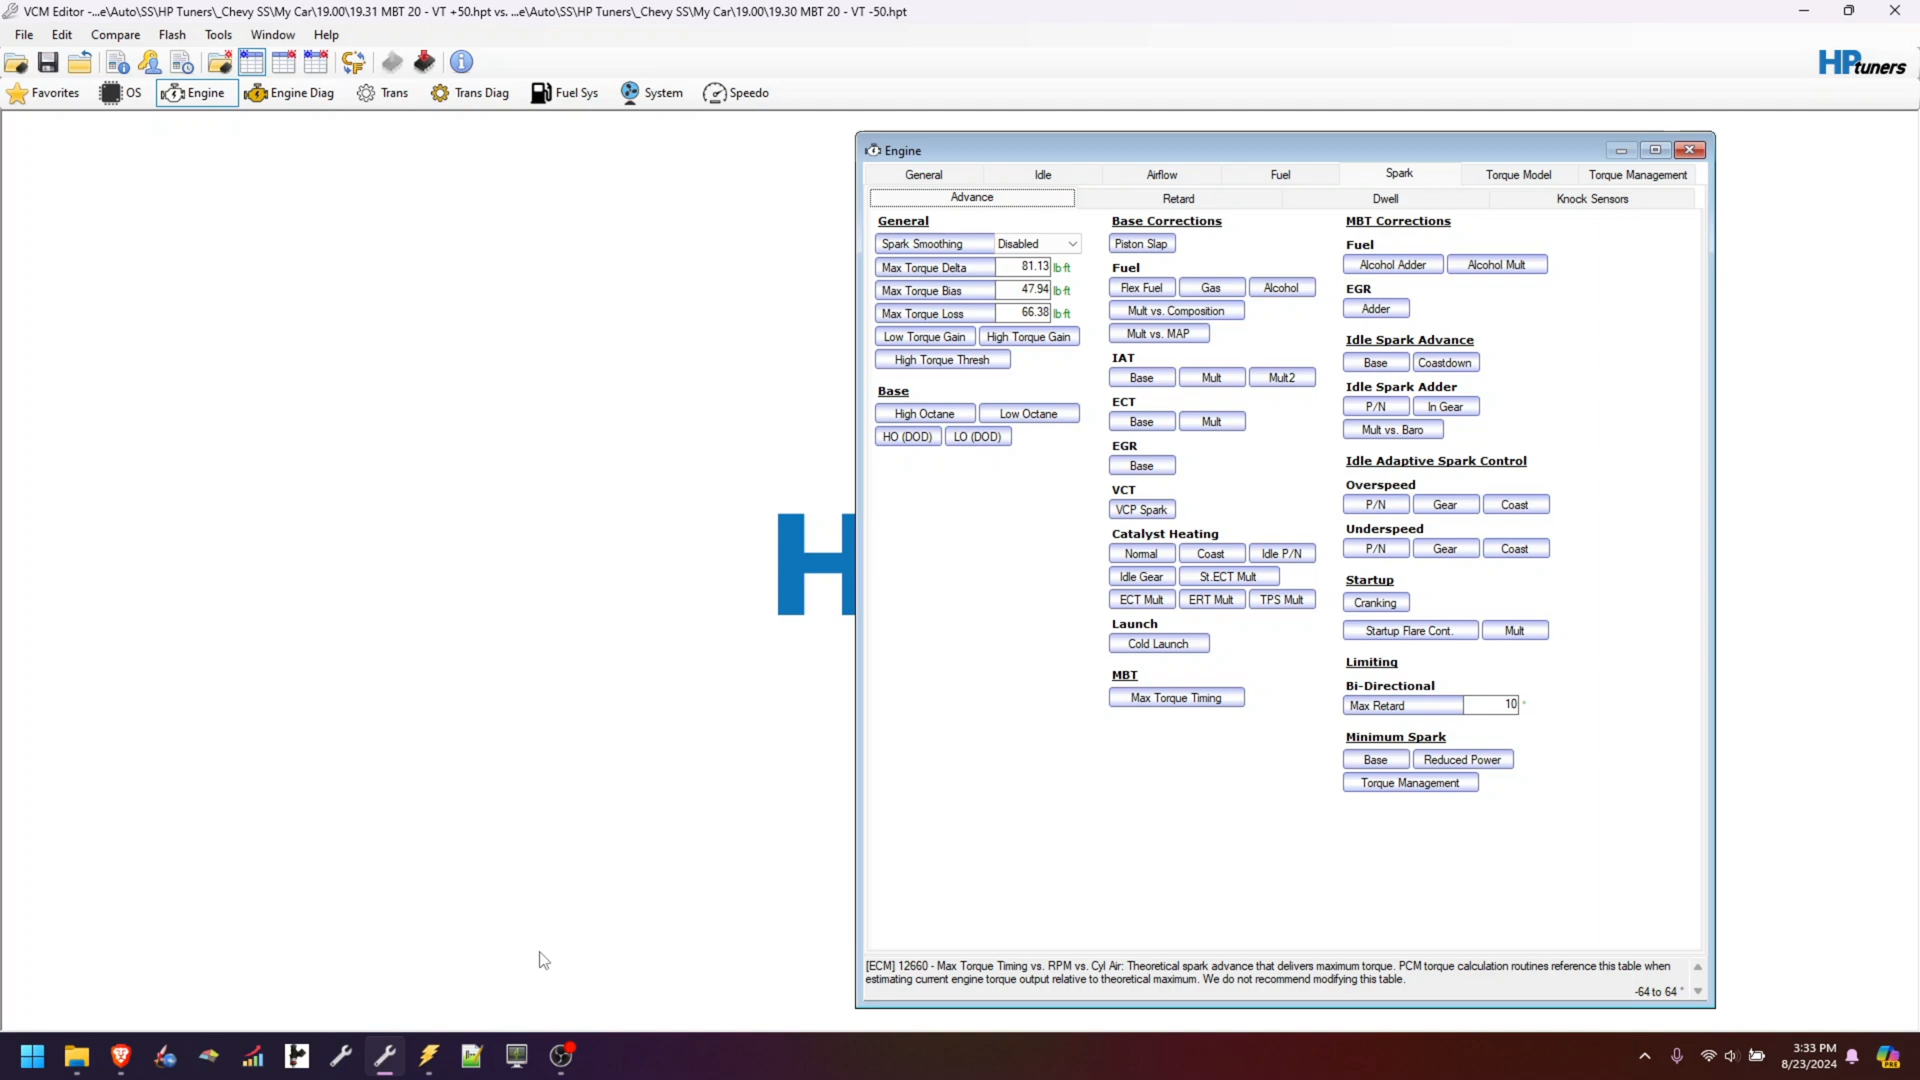 VCM Editor -...e\Auto\SS\HP Tuners\_Chevy SS\My Car\19.00\19.31 MBT 20 - VT +50.hpt vs. ...e\Auto\SS\HP Tuners\_Chevy SS\My Car\19.00\19.30 MBT 20 - VT -50.hpt
File Edit Compare Flash Tools Window Help
HP tuners
Favorites OS Engine Engine Diag Trans Trans Diag Fuel Sys System Speedo
Engine
General Idle Airflow Fuel Spark Torque Model Torque Management
Advance Retard Dwell Knock Sensors
General
Spark Smoothing Disabled
Max Torque Delta 81.13 lb·ft
Max Torque Bias 47.94 lb·ft
Max Torque Loss 66.38 lb·ft
Low Torque Gain High Torque Gain
High Torque Thresh
Base
High Octane Low Octane
HO (DOD) LO (DOD)
Base Corrections
Piston Slap
Fuel
Flex Fuel Gas Alcohol
Mult vs. Composition
Mult vs. MAP
IAT
Base Mult Mult2
ECT
Base Mult
EGR
Base
VCT
VCP Spark
Catalyst Heating
Normal Coast Idle P/N
Idle Gear St.ECT Mult
ECT Mult ERT Mult TPS Mult
Launch
Cold Launch
MBT
Max Torque Timing
MBT Corrections
Fuel
Alcohol Adder Alcohol Mult
EGR
Adder
Idle Spark Advance
Base Coastdown
Idle Spark Adder
P/N In Gear
Mult vs. Baro
Idle Adaptive Spark Control
Overspeed
P/N Gear Coast
Underspeed
P/N Gear Coast
Startup
Cranking
Startup Flare Cont. Mult
Limiting
Bi-Directional
Max Retard 10 °
Minimum Spark
Base Reduced Power
Torque Management
H
[ECM] 12660 - Max Torque Timing vs. RPM vs. Cyl Air: Theoretical spark advance that delivers maximum torque. PCM torque calculation routines reference this table when
estimating current engine torque output relative to theoretical maximum. We do not recommend modifying this table.
-64 to 64 °
3:33 PM
8/23/2024
PRE